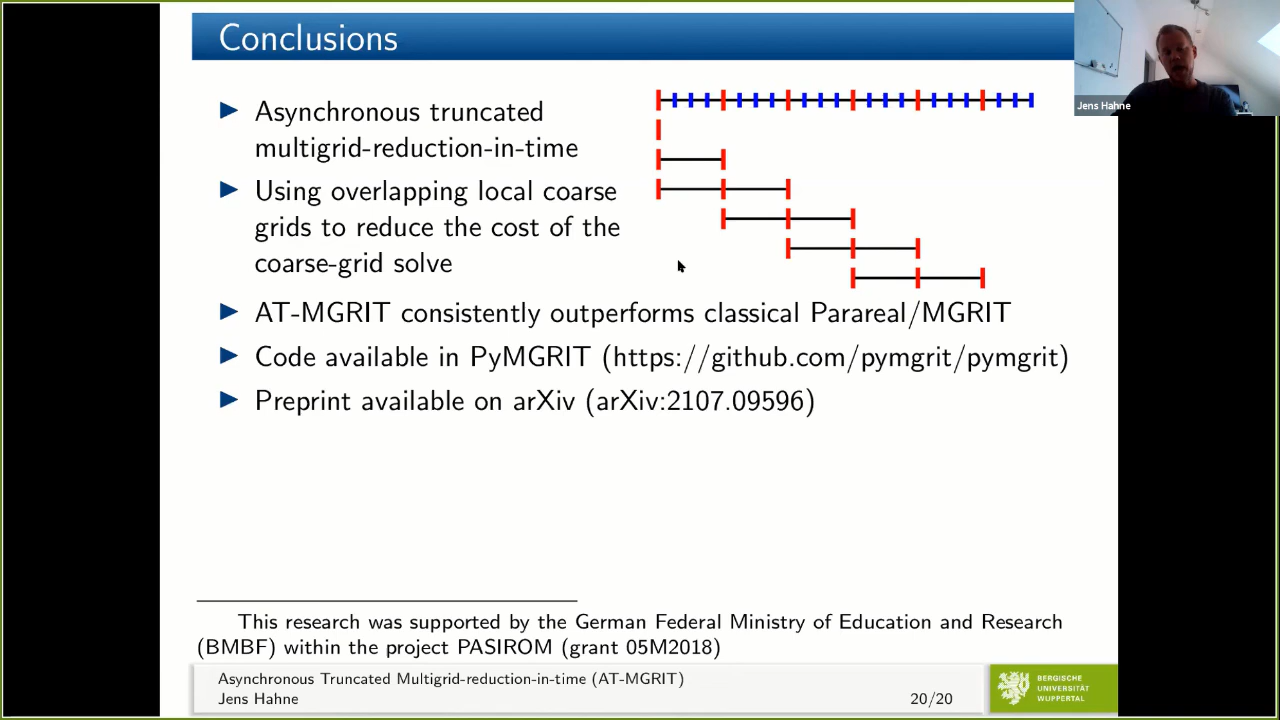 Conclusions
Jens Hahne
Asynchronous truncated
multigrid-reduction-in-time
Using overlapping local coarse
grids to reduce the cost of the
coarse-grid solve
AT-MGRIT consistently outperforms classical Parareal/MGRIT
Code available in PyMGRIT (https://github.com/pymgrit/pymgrit)
Preprint available on arXiv (arXiv:2107.09596)
This research was supported by the German Federal Ministry of Education and Research
(BMBF) within the project PASIROM (grant 05M2018)
Asynchronous Truncated Multigrid-reduction-in-time (AT-MGRIT)
Jens Hahne
20/20
BERGISCHE
UNIVERSITÄT
WUPPERTAL